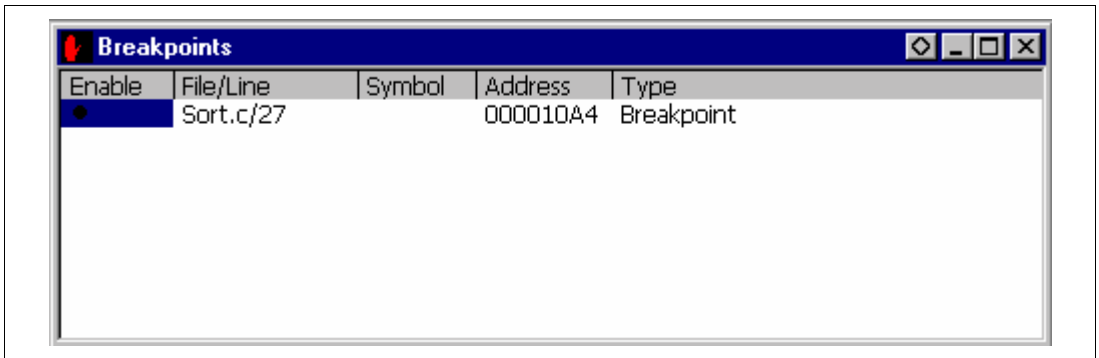 Breakpoints
Enable File/Line Symbol Address Type
Sort.c/27 000010A4 Breakpoint